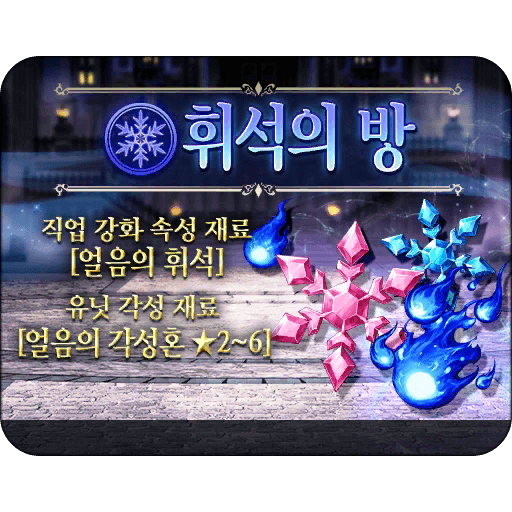 휘석의 방
직업 강화 속성 재료
[얼음의 휘석]
유닛 각성 재료
[얼음의 각성혼 ★2~6]